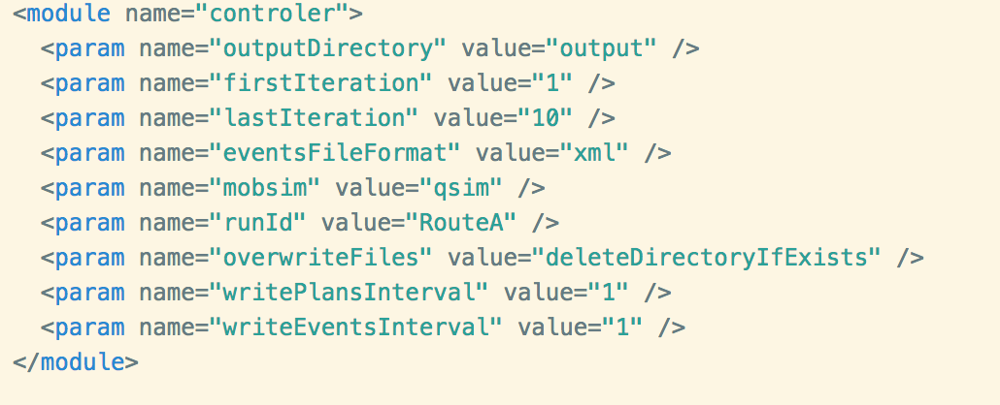 <module name="controler">
  <param name="outputDirectory" value="output" />
  <param name="firstIteration" value="1" />
  <param name="lastIteration" value="10" />
  <param name="eventsFileFormat" value="xml" />
  <param name="mobsim" value="qsim" />
  <param name="runId" value="RouteA" />
  <param name="overwriteFiles" value="deleteDirectoryIfExists" />
  <param name="writePlansInterval" value="1" />
  <param name="writeEventsInterval" value="1" />
</module>